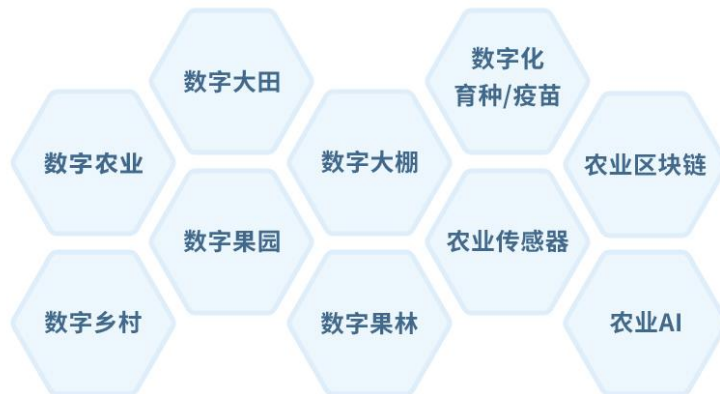 数字大田
数字化
育种/疫苗
数字农业
数字大棚
农业区块链
数字果园
农业传感器
数字乡村
数字果林
农业AI